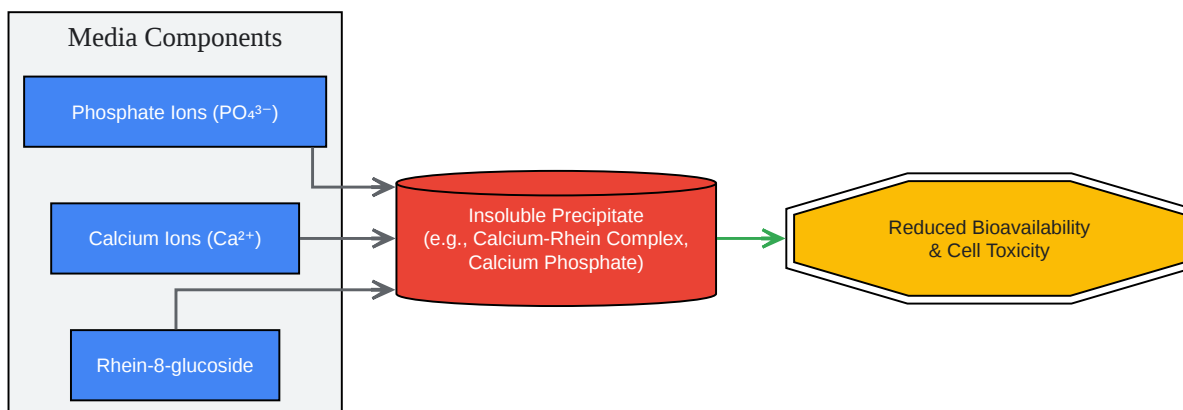 Media Components
Phosphate Ions (PO₄³⁻)
Calcium Ions (Ca²⁺)
Rhein-8-glucoside
Insoluble Precipitate
(e.g., Calcium-Rhein Complex,
Calcium Phosphate)
Reduced Bioavailability
& Cell Toxicity